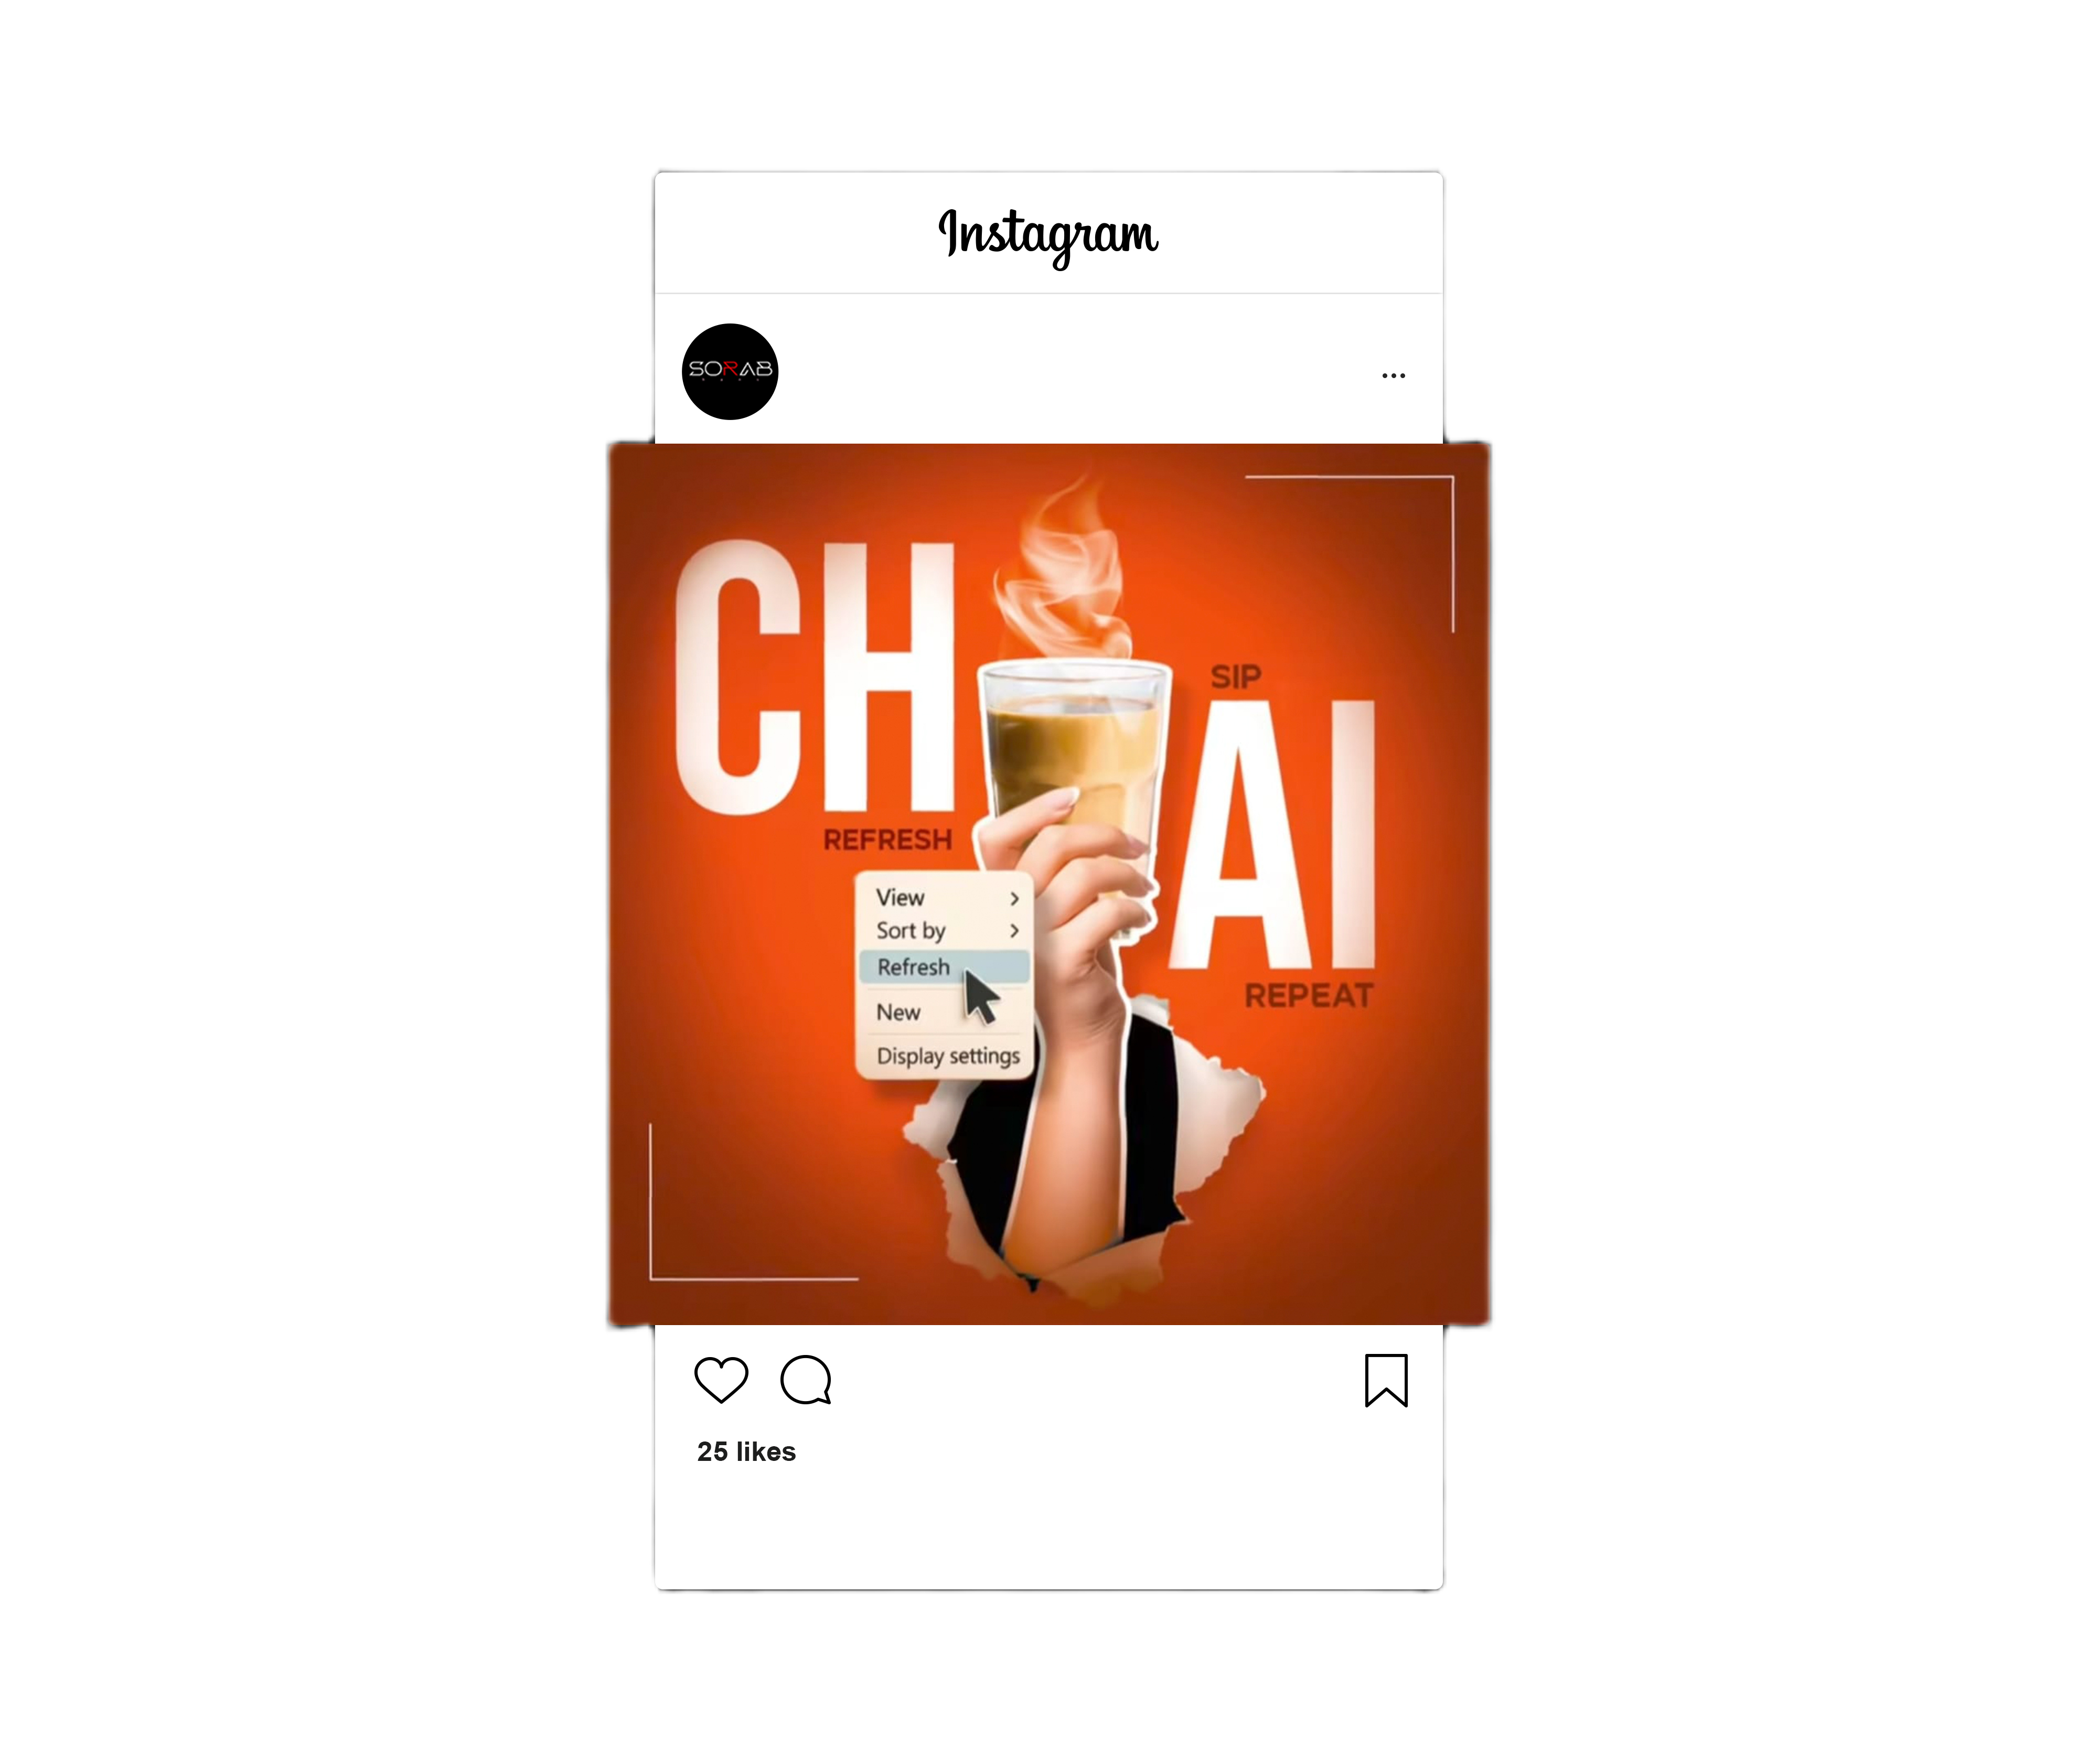 Instagram
SORAB
CH
SIP
AI
REFRESH
View
Sort by
Refresh
New
Display settings
REPEAT
25 likes